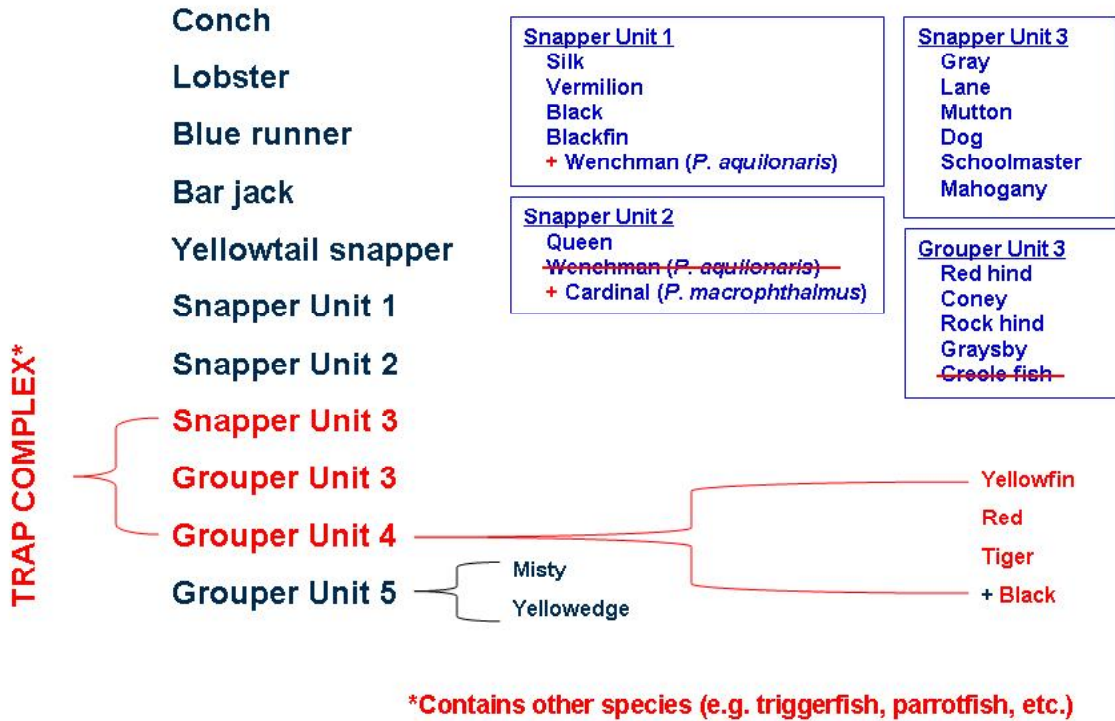 Conch
Lobster
Blue runner
Bar jack
Yellowtail snapper
Snapper Unit 1
Snapper Unit 2
TRAP COMPLEX*
Snapper Unit 3
Grouper Unit 3
Grouper Unit 4
Grouper Unit 5
Misty
Yellowedge
Snapper Unit 1
Silk
Vermilion
Black
Blackfin
+ Wenchman (P. aquilonaris)
Snapper Unit 2
Queen
Wenchman (P. aquilonaris)
+ Cardinal (P. macrophthalmus)
Snapper Unit 3
Gray
Lane
Mutton
Dog
Schoolmaster
Mahogany
Grouper Unit 3
Red hind
Coney
Rock hind
Graysby
Creole fish
Yellowfin
Red
Tiger
+ Black
*Contains other species (e.g. triggerfish, parrotfish, etc.)